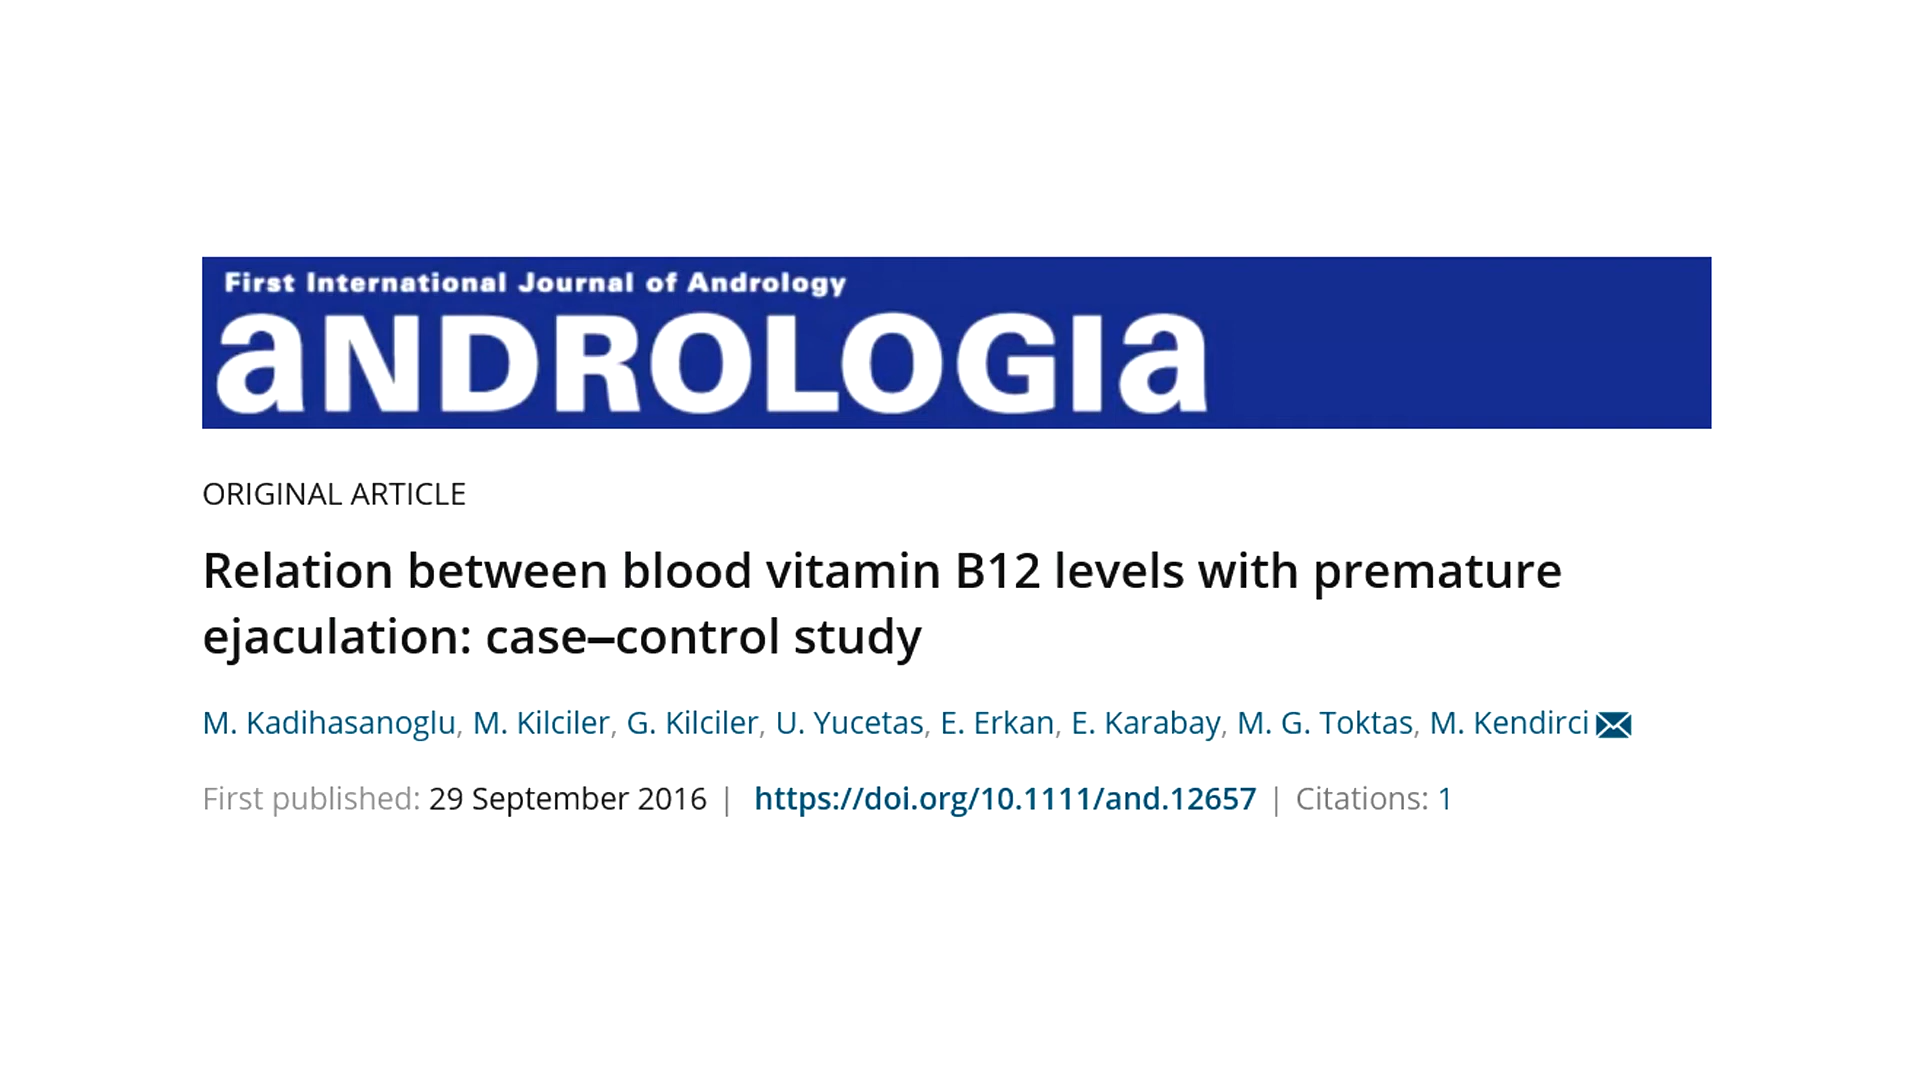 First International Journal of Andrology
aNDROLOGIa
ORIGINAL ARTICLE
Relation between blood vitamin B12 levels with premature
ejaculation: case–control study
M. Kadihasanoglu, M. Kilciler, G. Kilciler, U. Yucetas, E. Erkan, E. Karabay, M. G. Toktas, M. Kendirci
First published: 29 September 2016 | https://doi.org/10.1111/and.12657 | Citations: 1